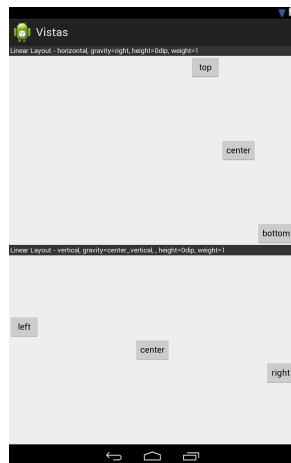 Vistas
Linear Layout - horizontal, gravity=right, height=0dip, weight=1
top
center
bottom
Linear Layout - vertical, gravity=center_vertical, , height=0dip, weight=1
left
center
right